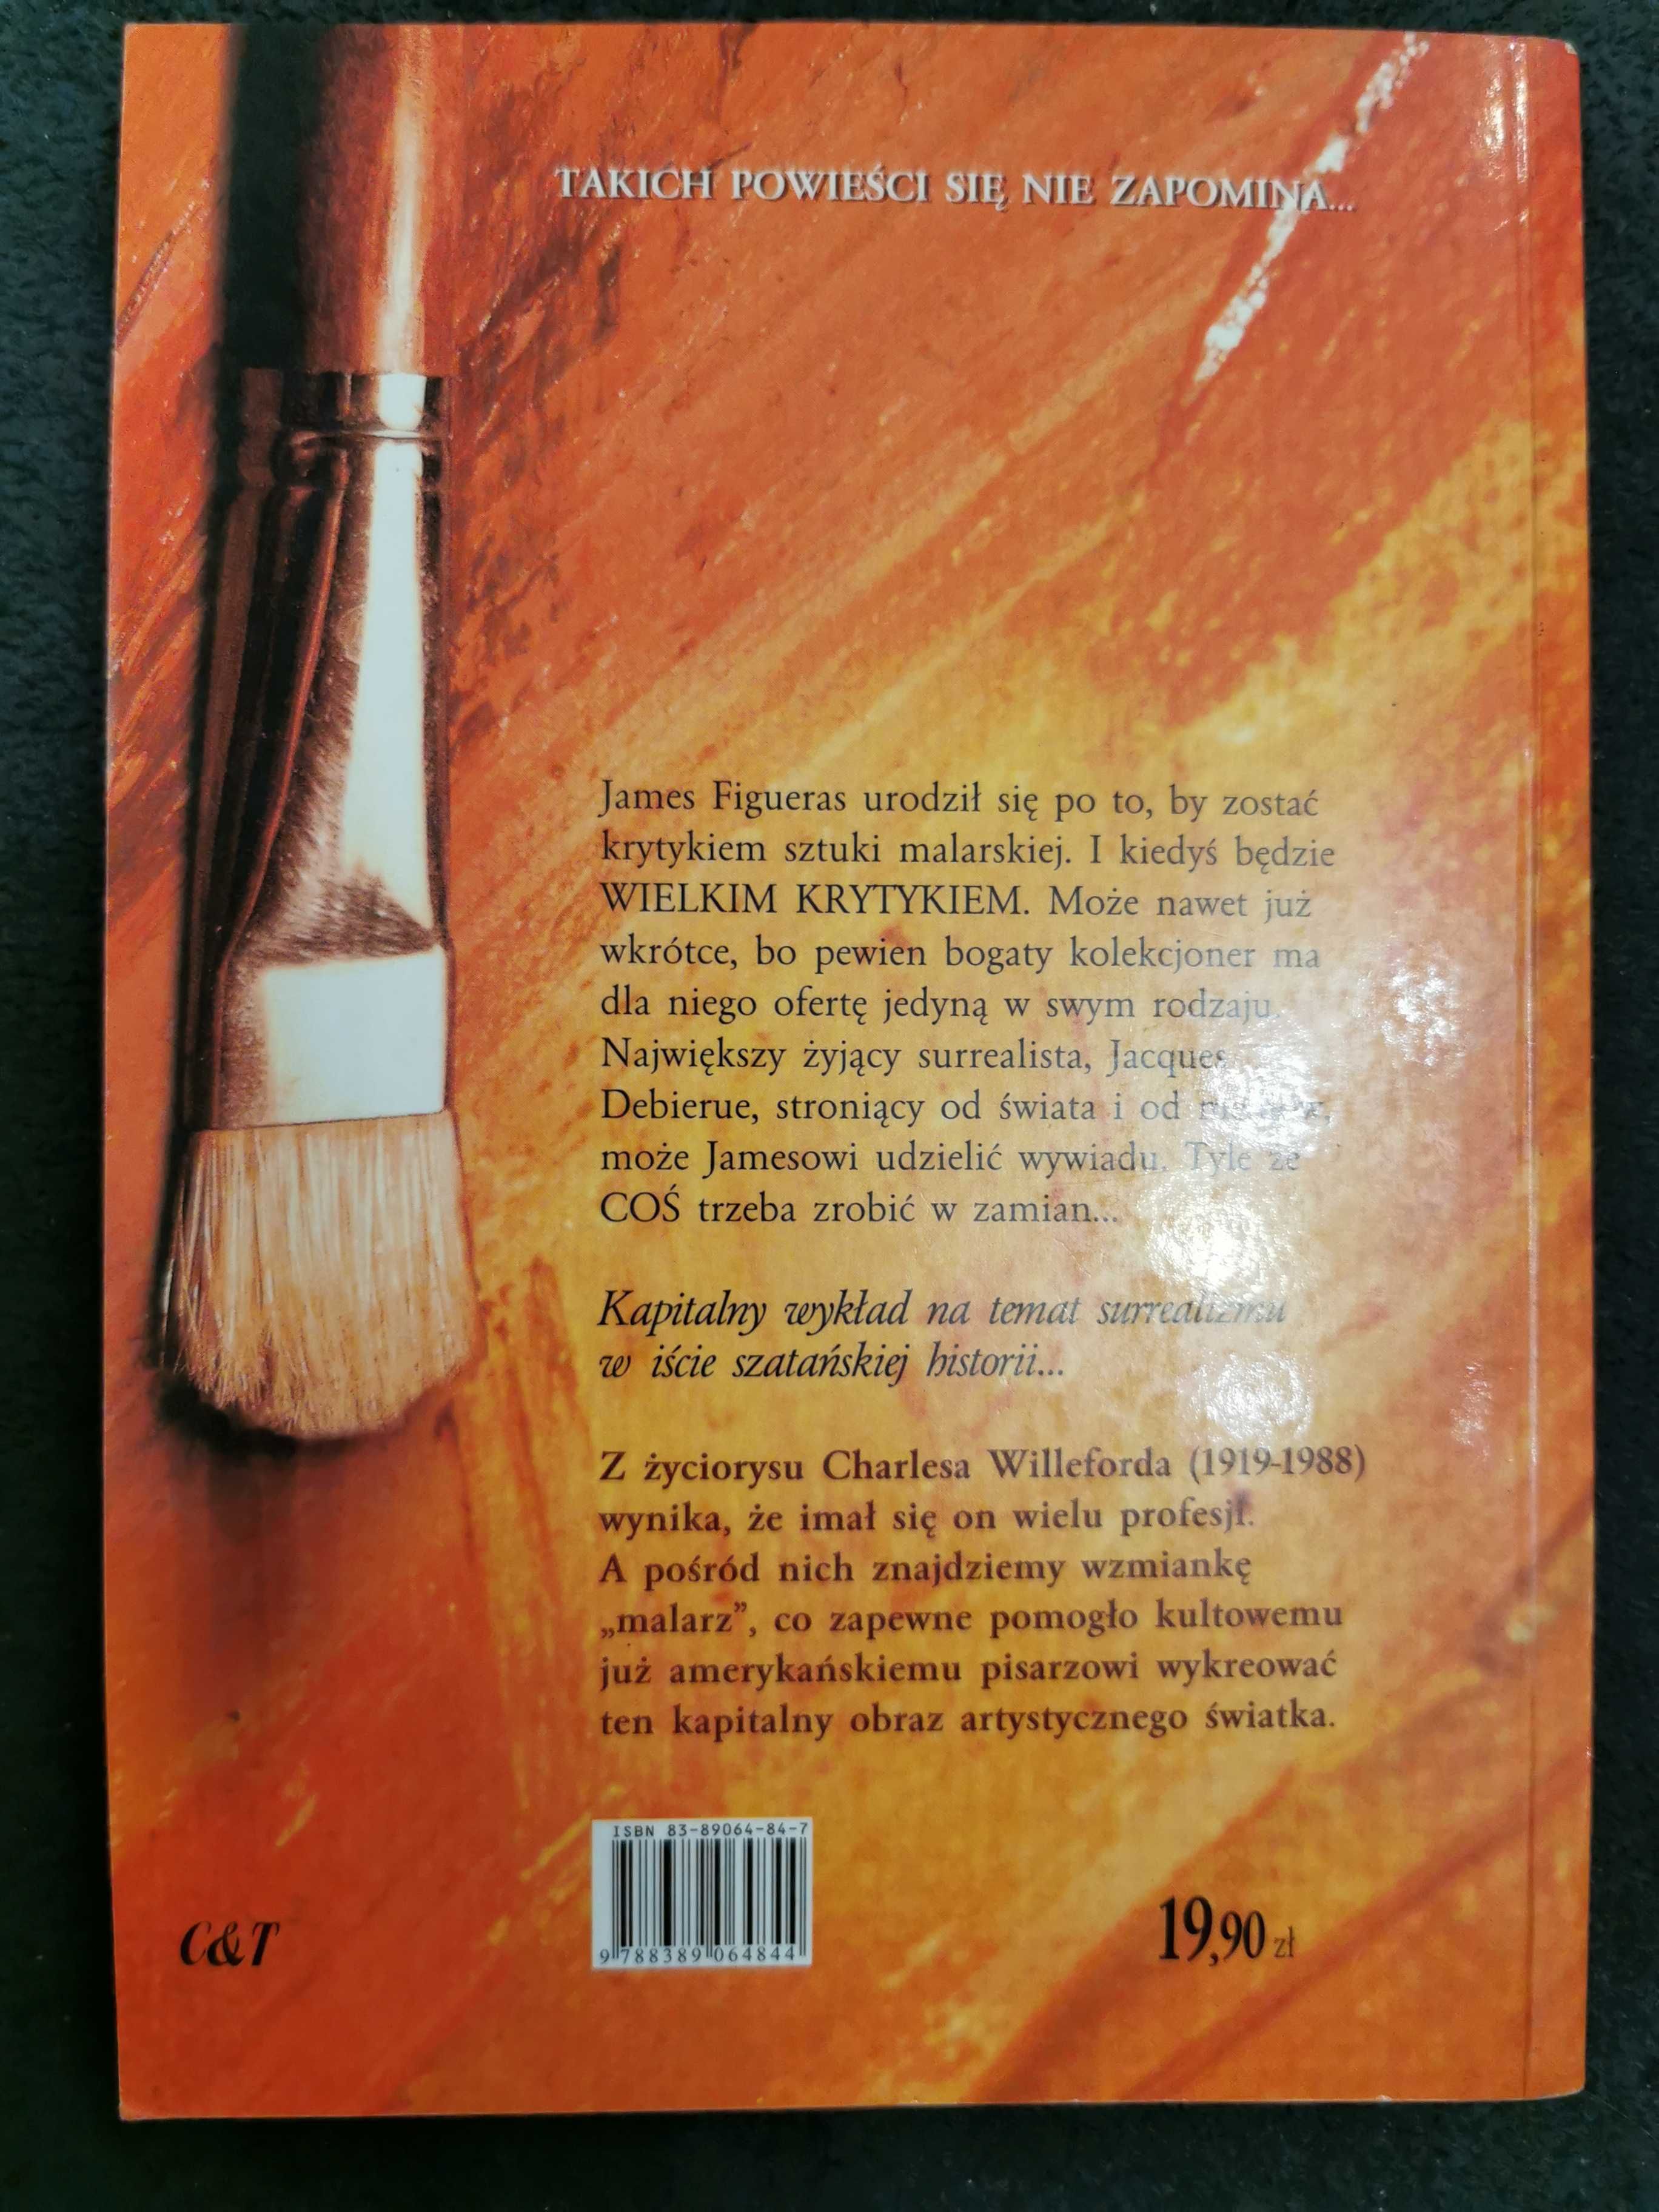 TAKICH POWIEŚCI SIĘ NIE ZAPOMINA...
James Figueras urodził się po to, by zostać
krytykiem sztuki malarskiej. I kiedyś będzie
WIELKIM KRYTYKIEM. Może nawet już
wkrótce, bo pewien bogaty kolekcjoner ma
dla niego ofertę jedyną w swym rodzaju.
Największy żyjący surrealista, Jacques
Debierue, stroniący od świata i od
może Jamesowi udzielić wywiadu. Tyle że
COŚ trzeba zrobić w zamian...
Kapitalny wykład na temat surrealizmu
w iście szatańskiej historii...
Z życiorysu Charlesa Willeforda (1919-1988)
wynika, że imał się on wielu profesji.
A pośród nich znajdziemy wzmiankę
„malarz”, co zapewne pomogło kultowemu
już amerykańskiemu pisarzowi wykreować
ten kapitalny obraz artystycznego światka.
ISBN 83-89064-84-7
9 788389 064844
C&T
19,90 zł